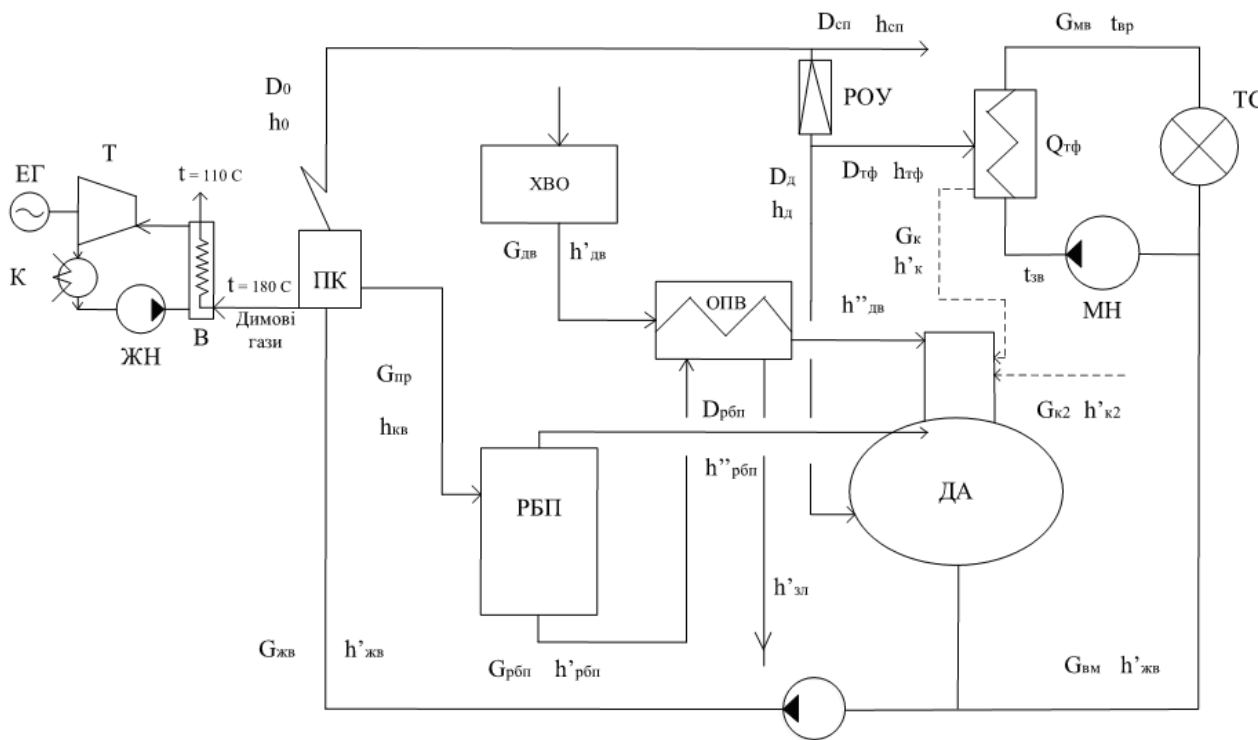 Dсп hсп
Gмв tвр
D₀
h₀
РОУ
ТС
Т
ЕГ
t = 110 С
ХВО
Qтф
Dд
hд
Dтф hтф
К
Gдв h’дв
Gк
h’к
ПК
t = 180 С
ОПВ
tзв
МН
В
Димові
гази
h’’дв
ЖН
Gпр
hкв
Dрбп
Gк2 h’к2
h’’рбп
РБП
ДА
h’зл
Gжв h’жв
Gрбп h’рбп
Gвм h’жв